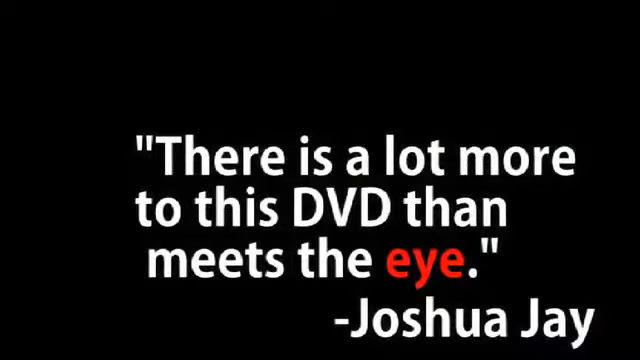 "There is a lot more
to this DVD than
meets the eye."
-Joshua Jay